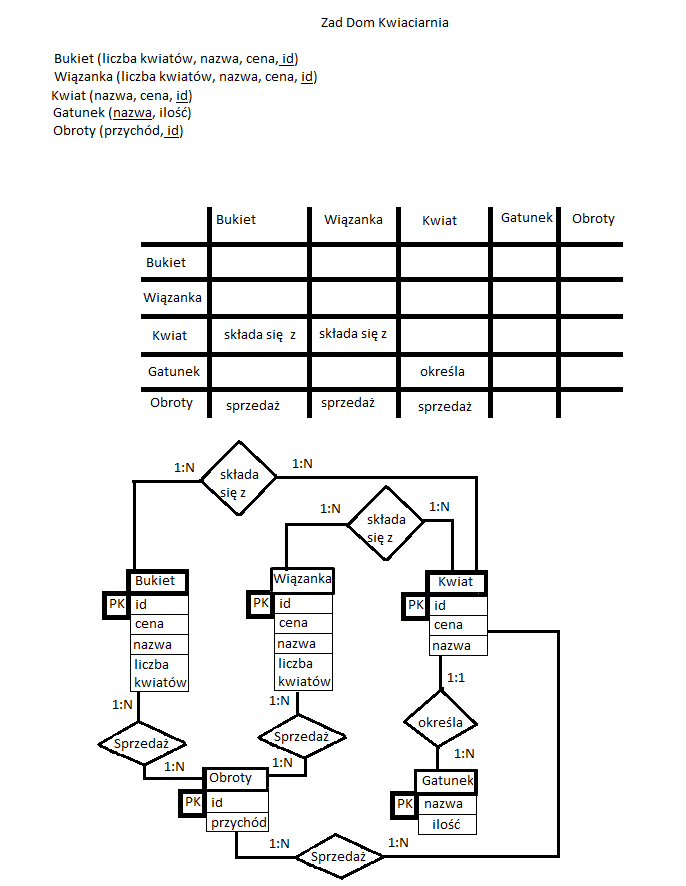 Zad Dom Kwiaciarnia
Bukiet (liczba kwiatów, nazwa, cena, id)
Wiązanka (liczba kwiatów, nazwa, cena, id)
Kwiat (nazwa, cena, id)
Gatunek (nazwa, ilość)
Obroty (przychód, id)
Bukiet Wiązanka Kwiat Gatunek Obroty
Bukiet
Wiązanka
Kwiat składa się z składa się z
Gatunek określa
Obroty sprzedaż sprzedaż sprzedaż
1:N składa się z 1:N
1:N składa się z 1:N
Bukiet
PK id
cena
nazwa
liczba
kwiatów
Wiązanka
PK id
cena
nazwa
liczba
kwiatów
Kwiat
PK id
cena
nazwa
1:N
Sprzedaż
1:N
1:N
Sprzedaż
1:N
1:1
określa
1:N
Obroty
PK id
przychód
Gatunek
PK nazwa
ilość
1:N Sprzedaż 1:N